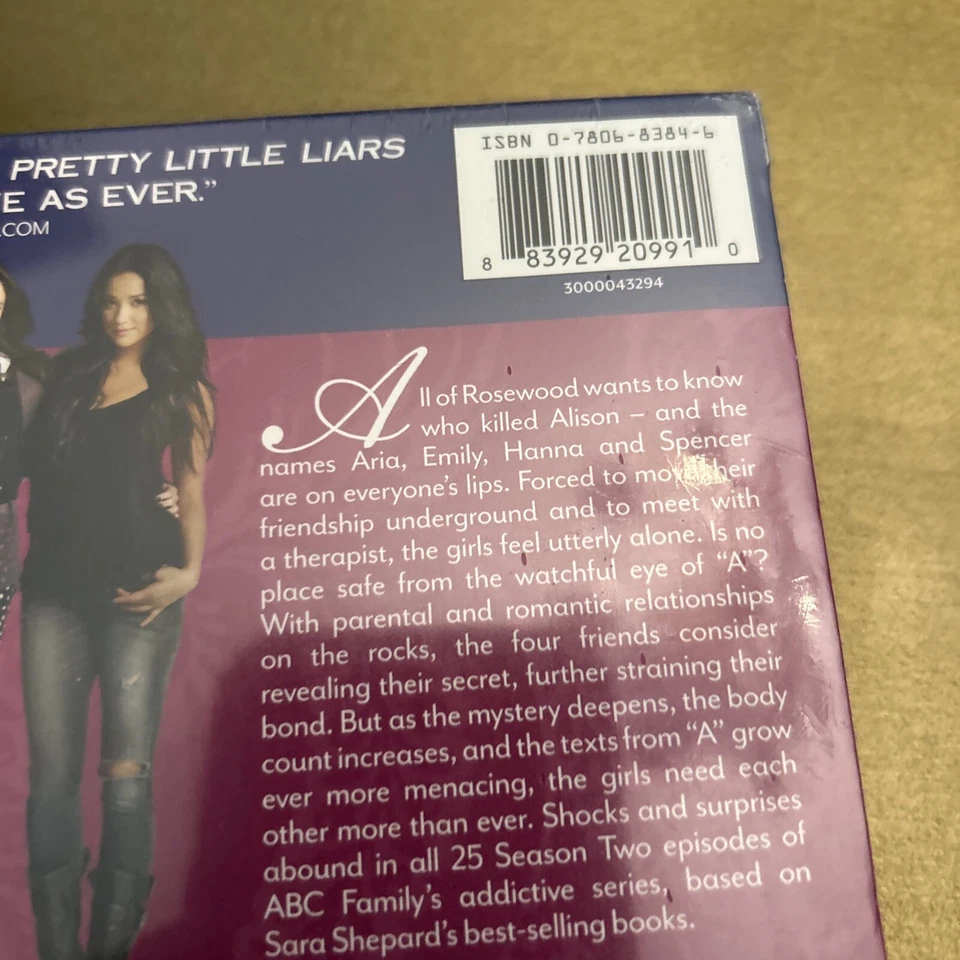 PRETTY LITTLE LIARS
E AS EVER.”
.COM
ISBN 0-7806-8384-6
8 83929 20991 0
3000043294
All of Rosewood wants to know
who killed Alison – and the
names Aria, Emily, Hanna and Spencer
are on everyone’s lips. Forced to move their
friendship underground and to meet with
a therapist, the girls feel utterly alone. Is no
place safe from the watchful eye of “A”?
With parental and romantic relationships
on the rocks, the four friends consider
revealing their secret, further straining their
bond. But as the mystery deepens, the body
count increases, and the texts from “A” grow
ever more menacing, the girls need each
other more than ever. Shocks and surprises
abound in all 25 Season Two episodes of
ABC Family’s addictive series, based on
Sara Shepard’s best-selling books.